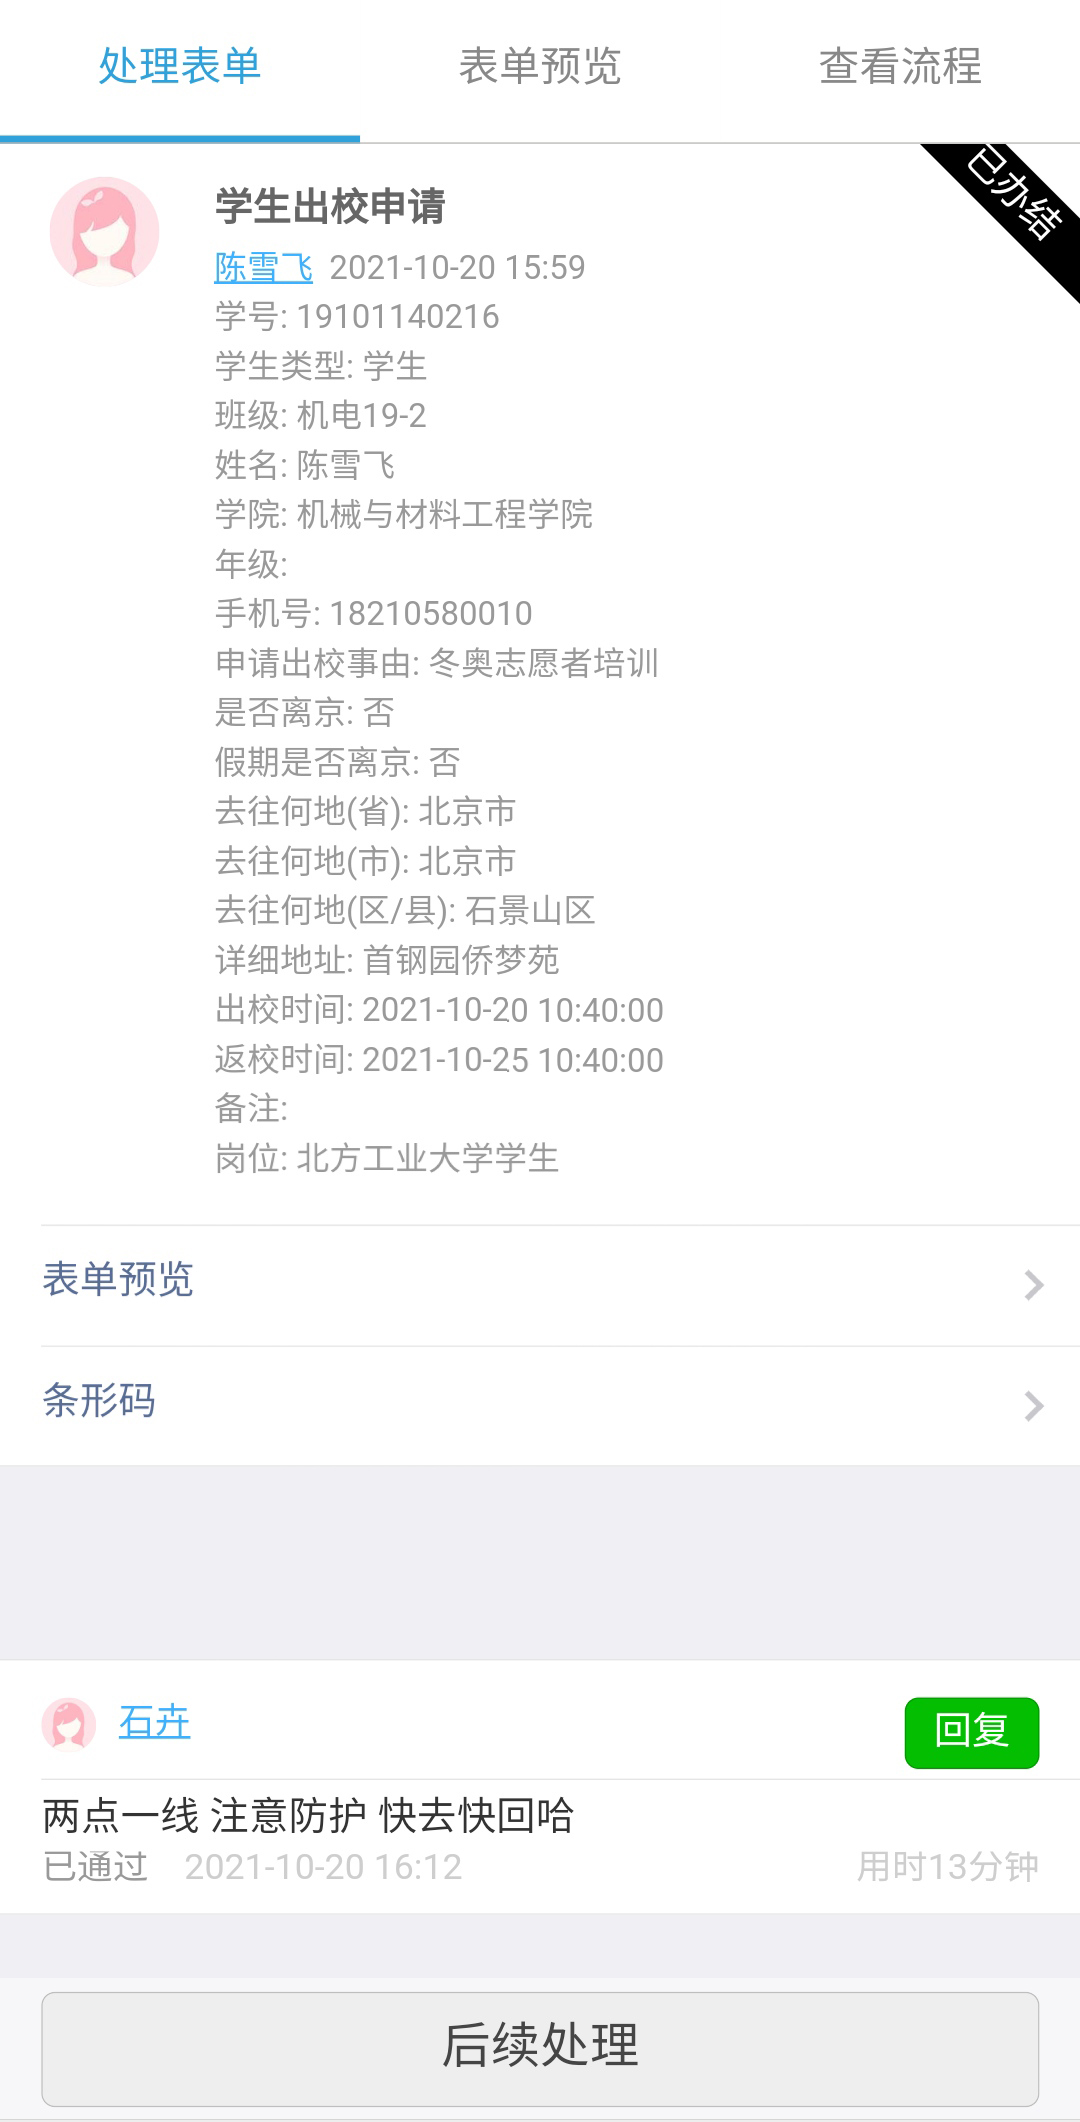 处理表单 表单预览 查看流程
已办结
学生出校申请
陈雪飞 2021-10-20 15:59
学号: 19101140216
学生类型: 学生
班级: 机电19-2
姓名: 陈雪飞
学院: 机械与材料工程学院
年级:
手机号: 18210580010
申请出校事由: 冬奥志愿者培训
是否离京: 否
假期是否离京: 否
去往何地(省): 北京市
去往何地(市): 北京市
去往何地(区/县): 石景山区
详细地址: 首钢园侨梦苑
出校时间: 2021-10-20 10:40:00
返校时间: 2021-10-25 10:40:00
备注:
岗位: 北方工业大学学生
表单预览
条形码
石卉 回复
两点一线 注意防护 快去快回哈
已通过 2021-10-20 16:12 用时13分钟
后续处理